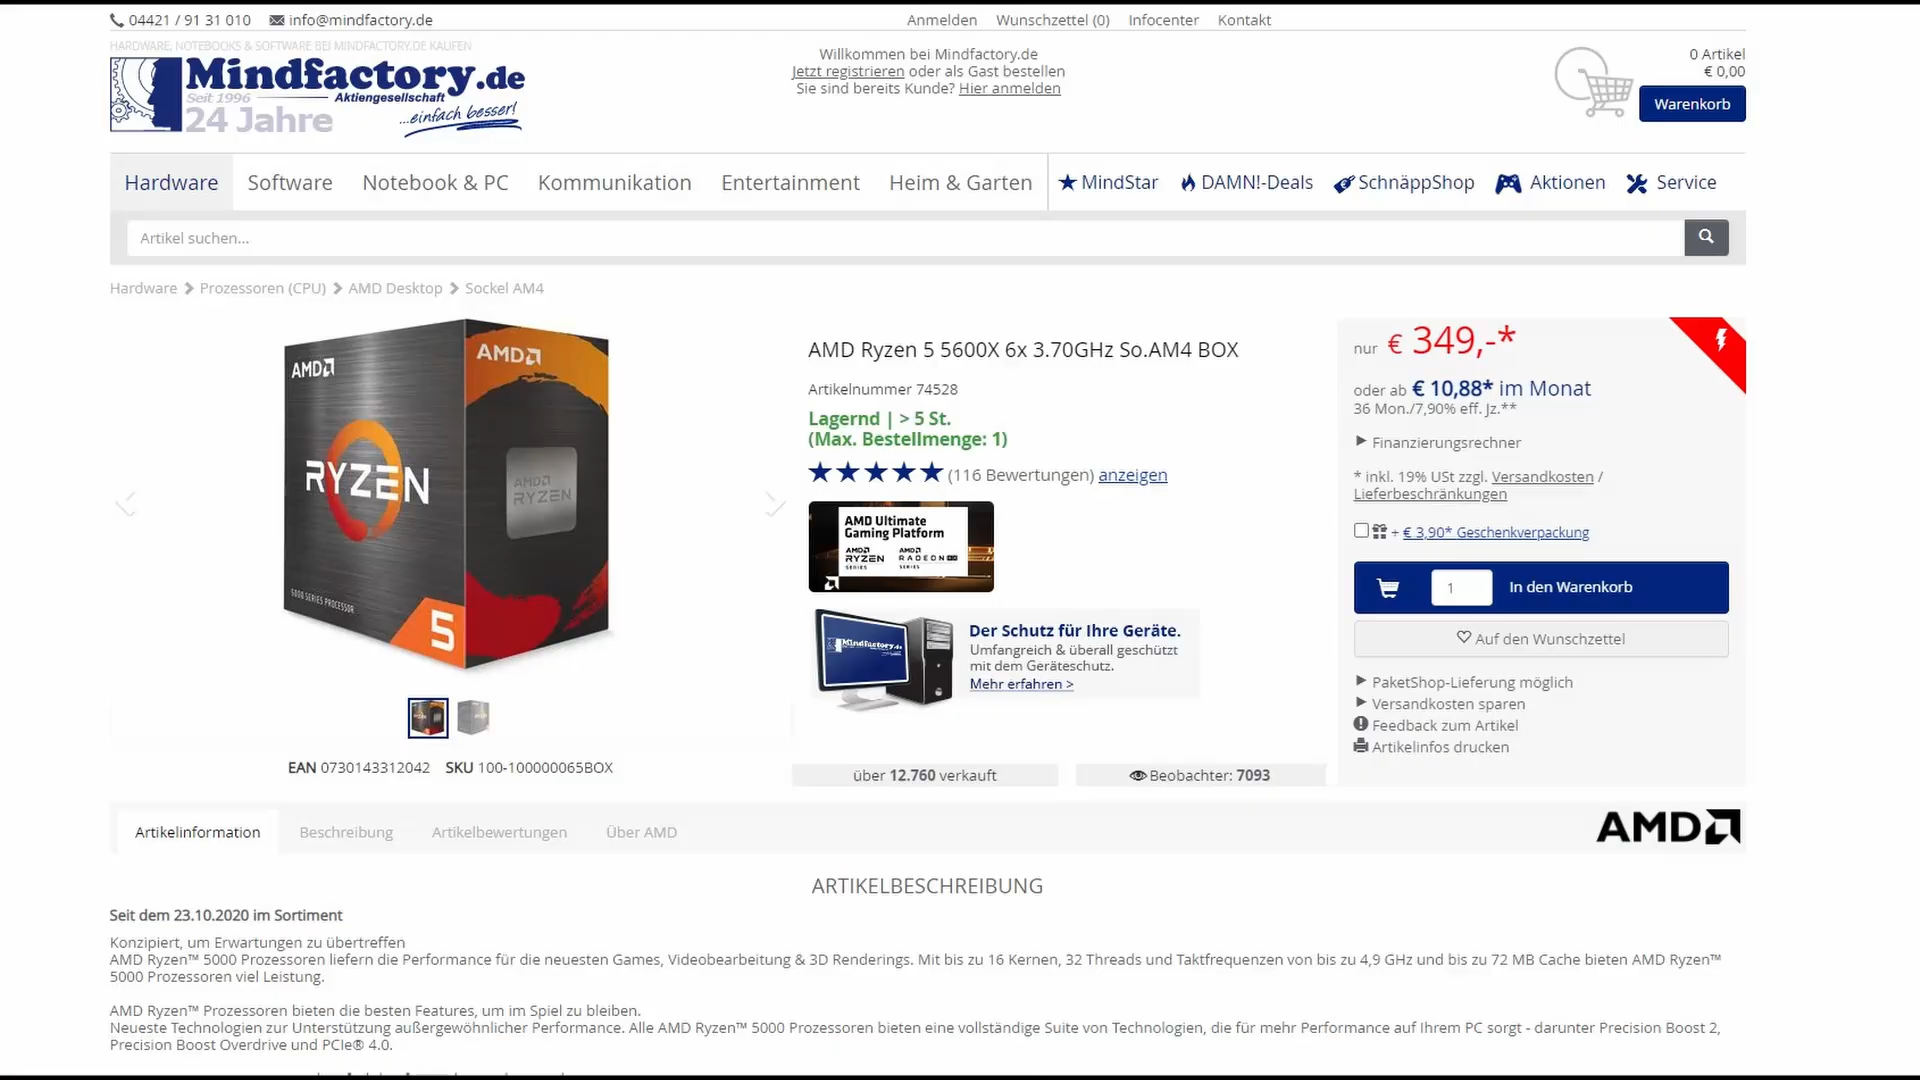 04421 / 91 31 010 info@mindfactory.de
Anmelden Wunschzettel (0) Infocenter Kontakt
HARDWARE, NOTEBOOKS & SOFTWARE BEI MINDFACTORY.DE KAUFEN
Mindfactory.de
Seit 1996 Aktiengesellschaft
24 Jahre ...einfach besser!
Willkommen bei Mindfactory.de
Jetzt registrieren oder als Gast bestellen
Sie sind bereits Kunde? Hier anmelden
0 Artikel
€ 0,00
Warenkorb
Hardware Software Notebook & PC Kommunikation Entertainment Heim & Garten MindStar DAMN!-Deals SchnäppShop Aktionen Service
Artikel suchen...
Hardware Prozessoren (CPU) AMD Desktop Sockel AM4
AMD
AMD
RYZEN
AMD
RYZEN
5000 SERIES PROCESSOR
5
EAN 0730143312042 SKU 100-100000065BOX
AMD Ryzen 5 5600X 6x 3.70GHz So.AM4 BOX
Artikelnummer 74528
Lagernd | > 5 St.
(Max. Bestellmenge: 1)
(116 Bewertungen) anzeigen
AMD Ultimate
Gaming Platform
AMD RYZEN SERIES
AMD RADEON SERIES
Mindfactory.de
Der Schutz für Ihre Geräte.
Umfangreich & überall geschützt
mit dem Geräteschutz.
Mehr erfahren >
über 12.760 verkauft
Beobachter: 7093
nur € 349,-*
oder ab € 10,88* im Monat
36 Mon./7,90% eff. Jz.**
Finanzierungsrechner
* inkl. 19% USt zzgl. Versandkosten /
Lieferbeschränkungen
+ € 3,90* Geschenkverpackung
1 In den Warenkorb
Auf den Wunschzettel
PaketShop-Lieferung möglich
Versandkosten sparen
Feedback zum Artikel
Artikelinfos drucken
Artikelinformation Beschreibung Artikelbewertungen Über AMD
AMD
ARTIKELBESCHREIBUNG
Seit dem 23.10.2020 im Sortiment
Konzipiert, um Erwartungen zu übertreffen
AMD Ryzen™ 5000 Prozessoren liefern die Performance für die neuesten Games, Videobearbeitung & 3D Renderings. Mit bis zu 16 Kernen, 32 Threads und Taktfrequenzen von bis zu 4,9 GHz und bis zu 72 MB Cache bieten AMD Ryzen™
5000 Prozessoren viel Leistung.
AMD Ryzen™ Prozessoren bieten die besten Features, um im Spiel zu bleiben.
Neueste Technologien zur Unterstützung außergewöhnlicher Performance. Alle AMD Ryzen™ 5000 Prozessoren bieten eine vollständige Suite von Technologien, die für mehr Performance auf Ihrem PC sorgt - darunter Precision Boost 2,
Precision Boost Overdrive und PCIe® 4.0.